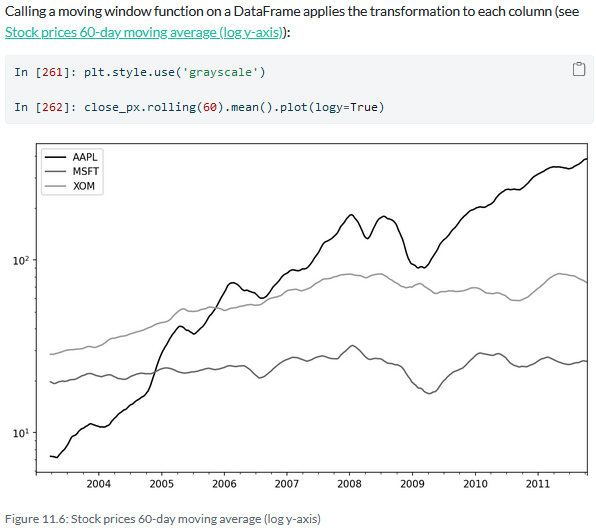 Calling a moving window function on a DataFrame applies the transformation to each column (see
Stock prices 60-day moving average (log y-axis)):
In [261]: plt.style.use('grayscale')
In [262]: close_px.rolling(60).mean().plot(logy=True)
AAPL
MSFT
XOM
10²
10¹
2004 2005 2006 2007 2008 2009 2010 2011
Figure 11.6: Stock prices 60-day moving average (log y-axis)